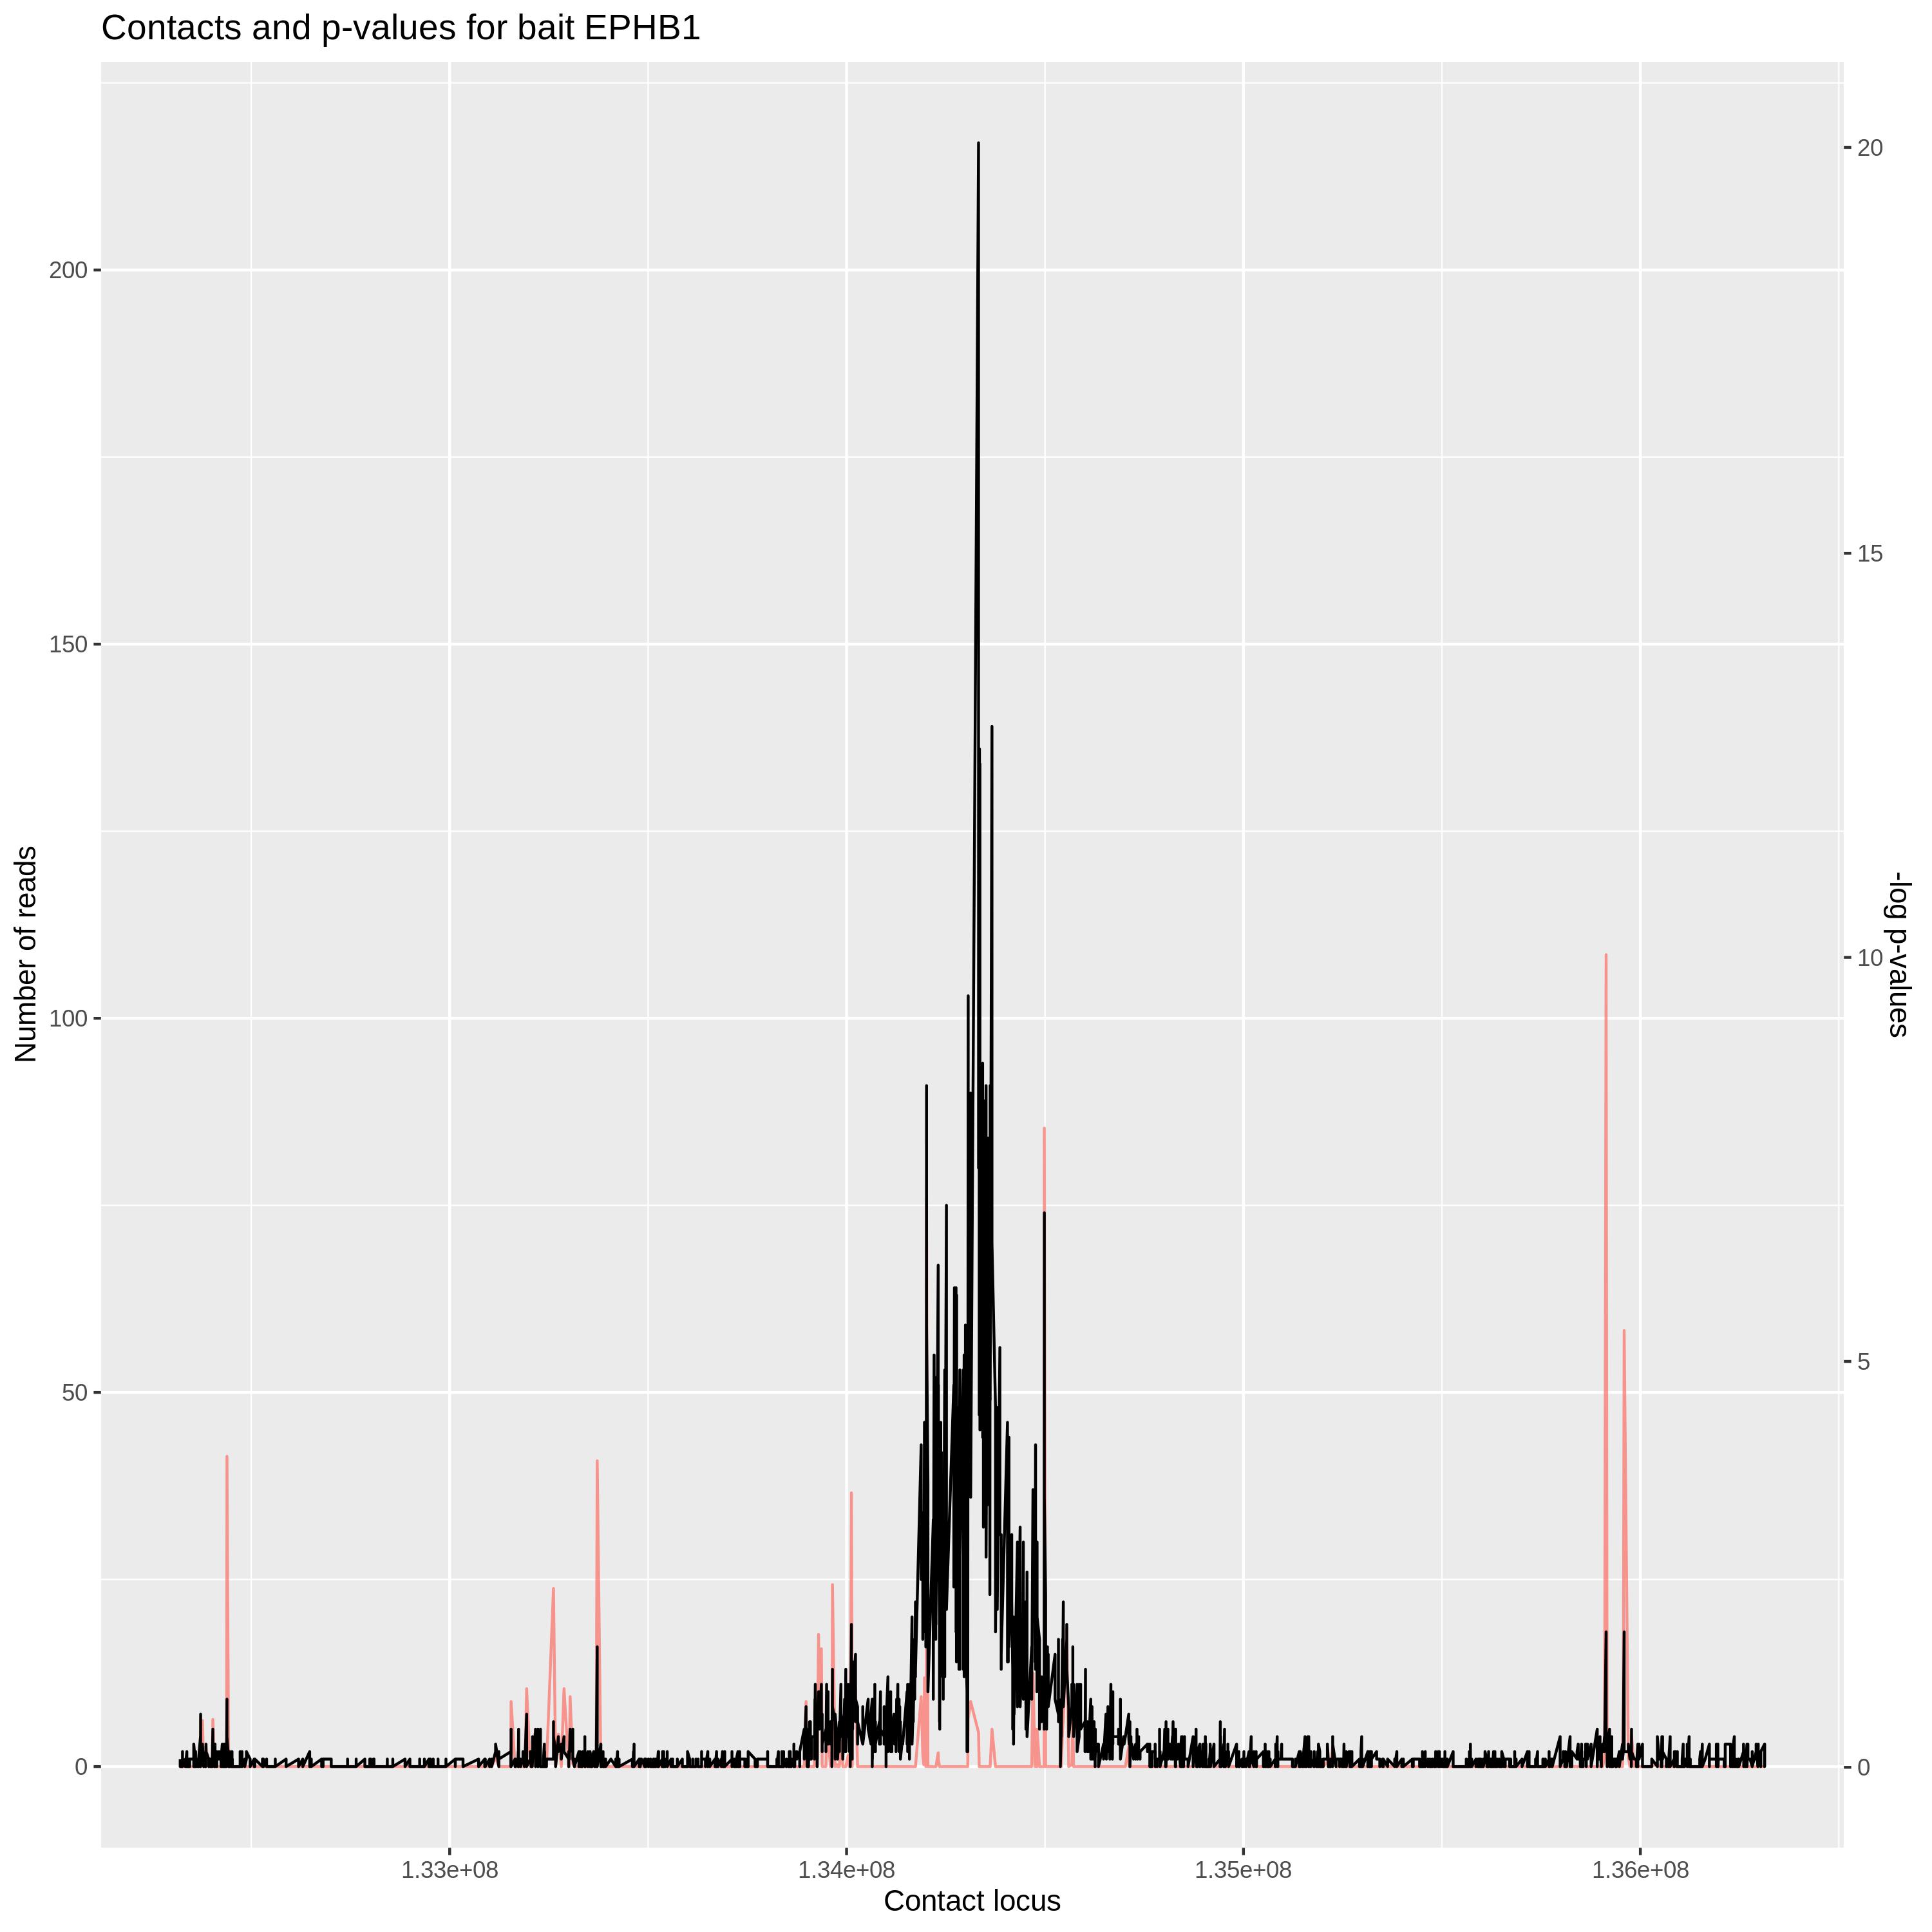 Contacts and p-values for bait EPHB1
Number of reads
200
150
100
50
0
20
15
10
5
0
-log p-values
1.33e+08
1.34e+08
1.35e+08
1.36e+08
Contact locus